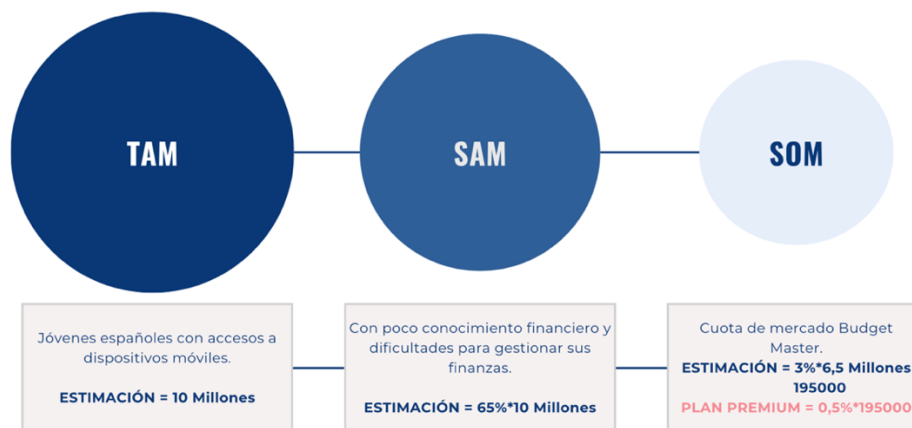 TAM
SAM
SOM
Jóvenes españoles con accesos a
dispositivos móviles.
ESTIMACIÓN = 10 Millones
Con poco conocimiento financiero y
dificultades para gestionar sus
finanzas.
ESTIMACIÓN = 65%*10 Millones
Cuota de mercado Budget
Master.
ESTIMACIÓN = 3%*6,5 Millones
195000
PLAN PREMIUM = 0,5%*195000